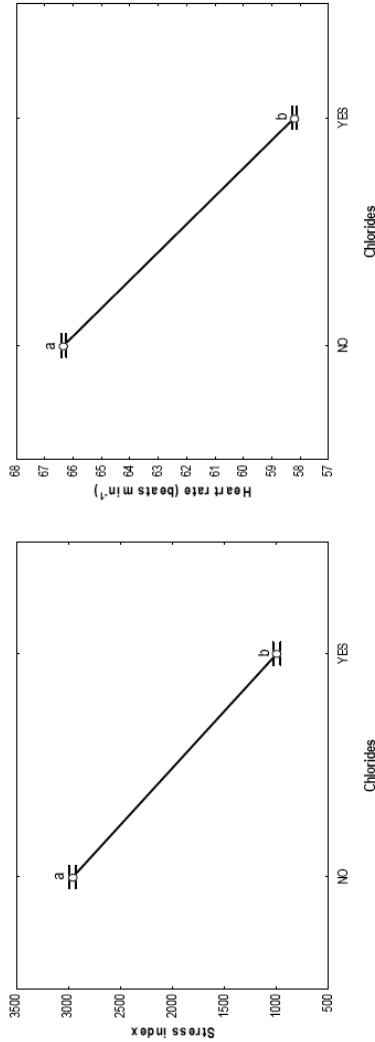 3500
3000
2500
2000
1500
1000
500
Stress index
a
b
NO
YES
Chlorides
68
67
66
65
64
63
62
61
60
59
58
57
Heart rate (beats min⁻¹)
a
b
NO
YES
Chlorides